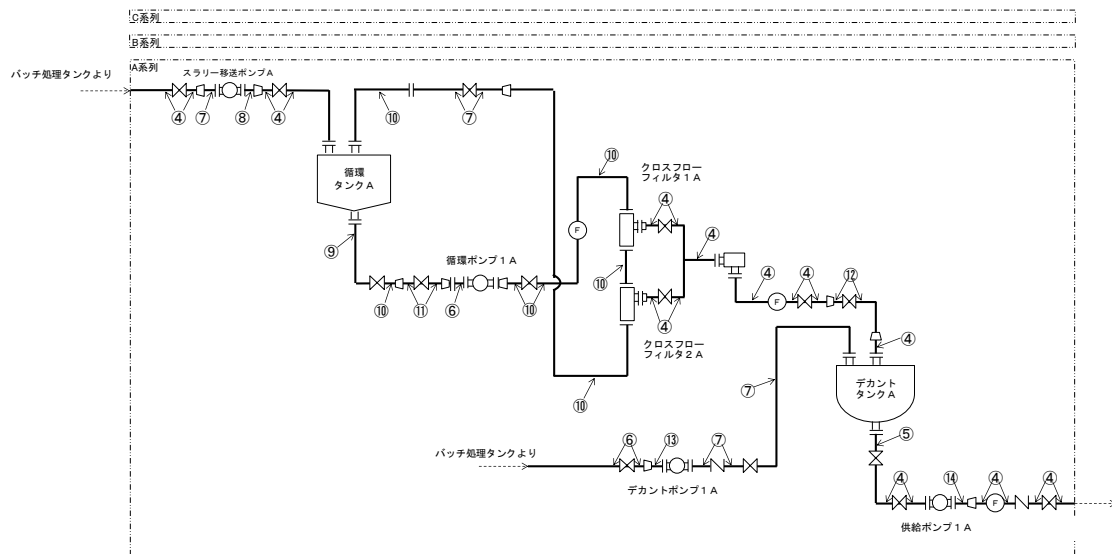 C系列
B系列
A系列
バッチ処理タンクより
スラリー移送ポンプA
④
⑦
⑧
④
⑩
⑦
循環
タンクA
⑨
⑩
クロスフロー
フィルタ1A
④
F
循環ポンプ1A
⑩
⑪
⑥
⑩
⑩
④
④
クロスフロー
フィルタ2A
⑩
④
F
④
⑫
④
デカント
タンクA
⑦
⑤
バッチ処理タンクより
⑥
⑬
⑦
デカントポンプ1A
④
⑭
④
F
④
供給ポンプ1A